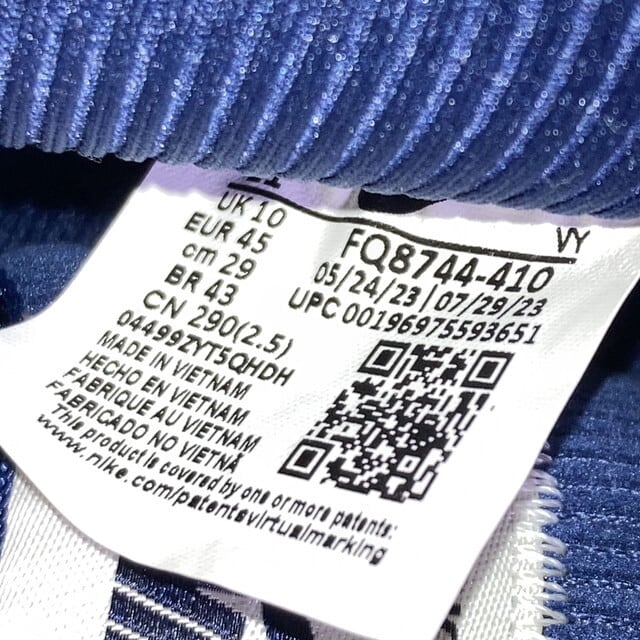 UK 10
EUR 45
cm 29
BR 43
CN 290(2.5)
04499ZYT5QHDH
MADE IN VIETNAM
HECHO EN VIETNAM
FABRIQUE AU VIETNAM
FABRICADO NO VIETNÃ
This product is covered by one or more patents:
www.nike.com/patentsvirtualmarking
VY
FQ8744-410
05/24/23 | 07/29/23
UPC 00196975593651